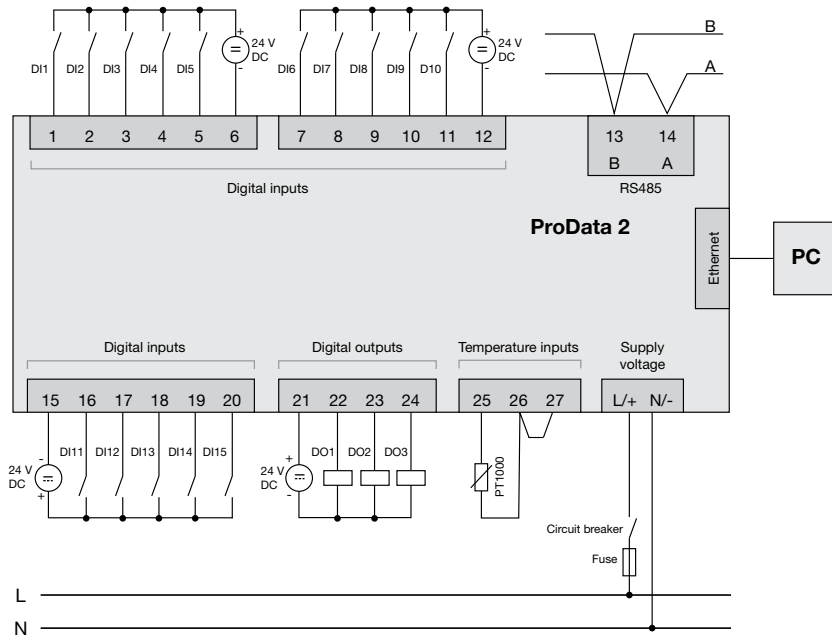 +
24 V
DC
-
+
24 V
DC
-
B
A
DI1
DI2
DI3
DI4
DI5
DI6
DI7
DI8
DI9
D10
1 2 3 4 5 6
7 8 9 10 11 12
13 14
B A
Digital inputs
RS485
ProData 2
Ethernet
PC
Digital inputs
Digital outputs
Temperature inputs
Supply
voltage
15 16 17 18 19 20
21 22 23 24
25 26 27
L/+ N/-
-
24 V
DC
+
DI11
DI12
DI13
DI14
DI15
+
24 V
DC
-
DO1
DO2
DO3
PT1000
Circuit breaker
Fuse
L
N